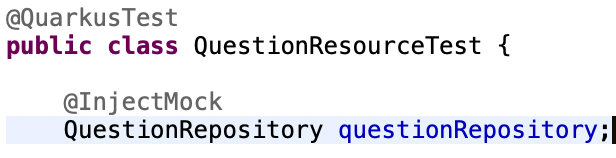 @QuarkusTest
public class QuestionResourceTest {
@InjectMock
QuestionRepository questionRepository;